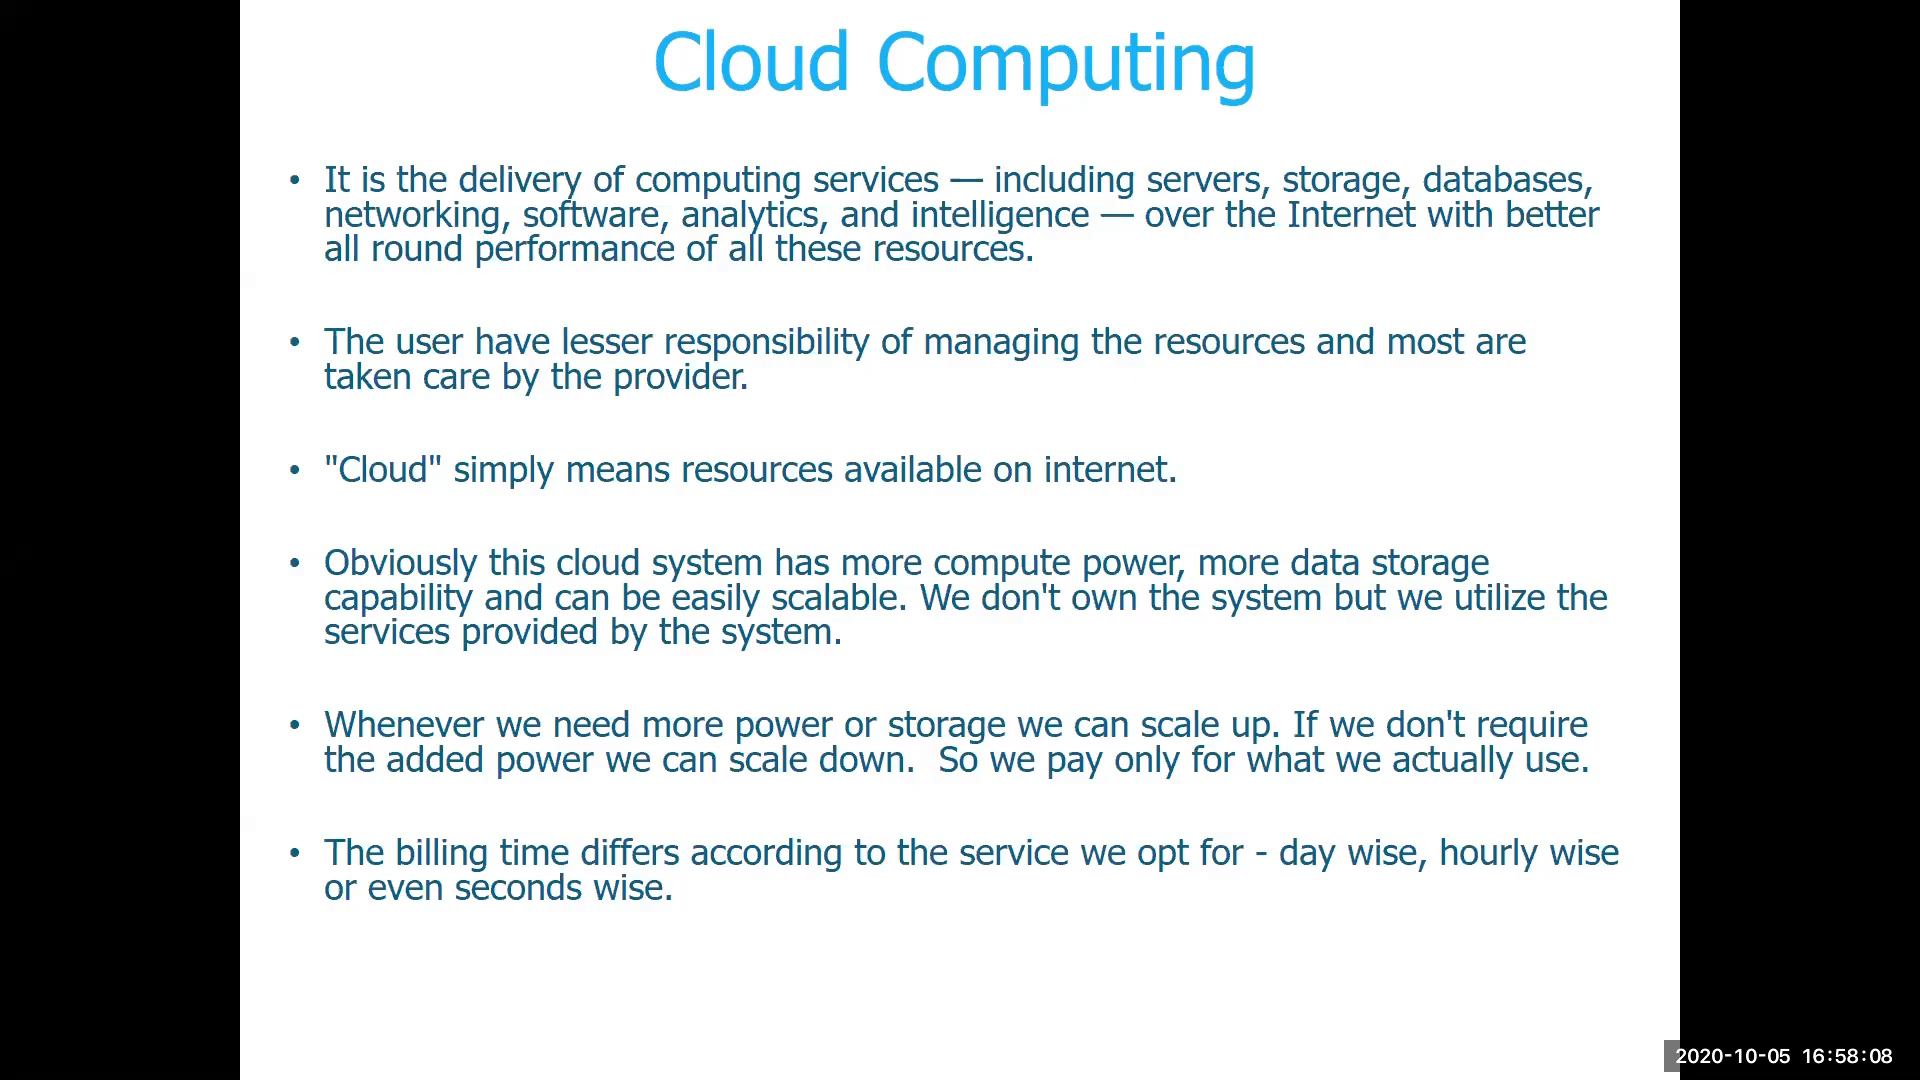 Cloud Computing
• It is the delivery of computing services — including servers, storage, databases,
networking, software, analytics, and intelligence — over the Internet with better
all round performance of all these resources.
• The user have lesser responsibility of managing the resources and most are
taken care by the provider.
• "Cloud" simply means resources available on internet.
• Obviously this cloud system has more compute power, more data storage
capability and can be easily scalable. We don't own the system but we utilize the
services provided by the system.
• Whenever we need more power or storage we can scale up. If we don't require
the added power we can scale down.  So we pay only for what we actually use.
• The billing time differs according to the service we opt for - day wise, hourly wise
or even seconds wise.
2020-10-05 16:58:08